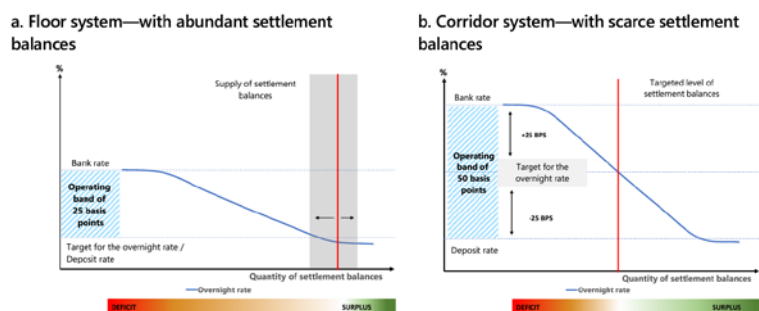 a. Floor system—with abundant settlement
balances
%
Supply of settlement
balances
Bank rate
Operating
band of
25 basis
points
Target for the overnight rate /
Deposit rate
Quantity of settlement balances
Overnight rate
DEFICIT
SURPLUS
b. Corridor system—with scarce settlement
balances
%
Targeted level of
settlement balances
Bank rate
+25 BPS
Operating
band of
50 basis
points
Target for the
overnight rate
-25 BPS
Deposit rate
Quantity of settlement balances
Overnight rate
DEFICIT
SURPLUS